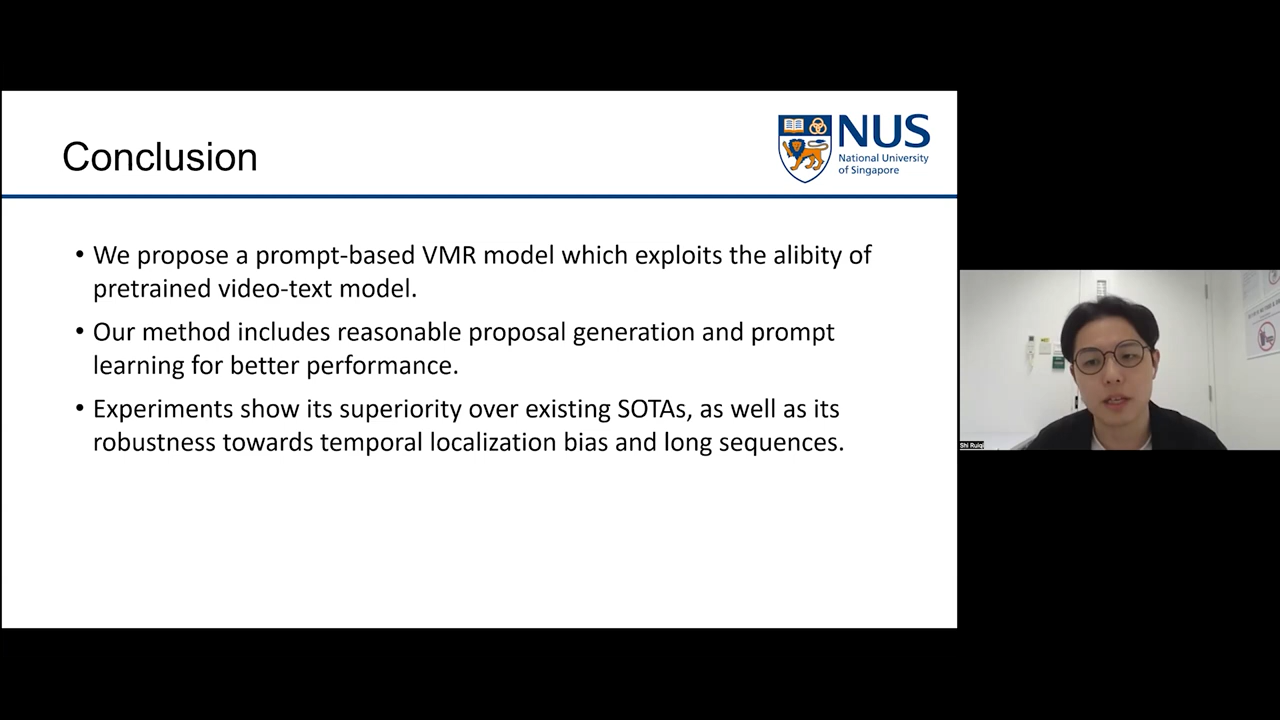 Conclusion
NUS
National University
of Singapore
• We propose a prompt-based VMR model which exploits the alibity of
pretrained video-text model.
• Our method includes reasonable proposal generation and prompt
learning for better performance.
• Experiments show its superiority over existing SOTAs, as well as its
robustness towards temporal localization bias and long sequences.
Shi Ruiqi